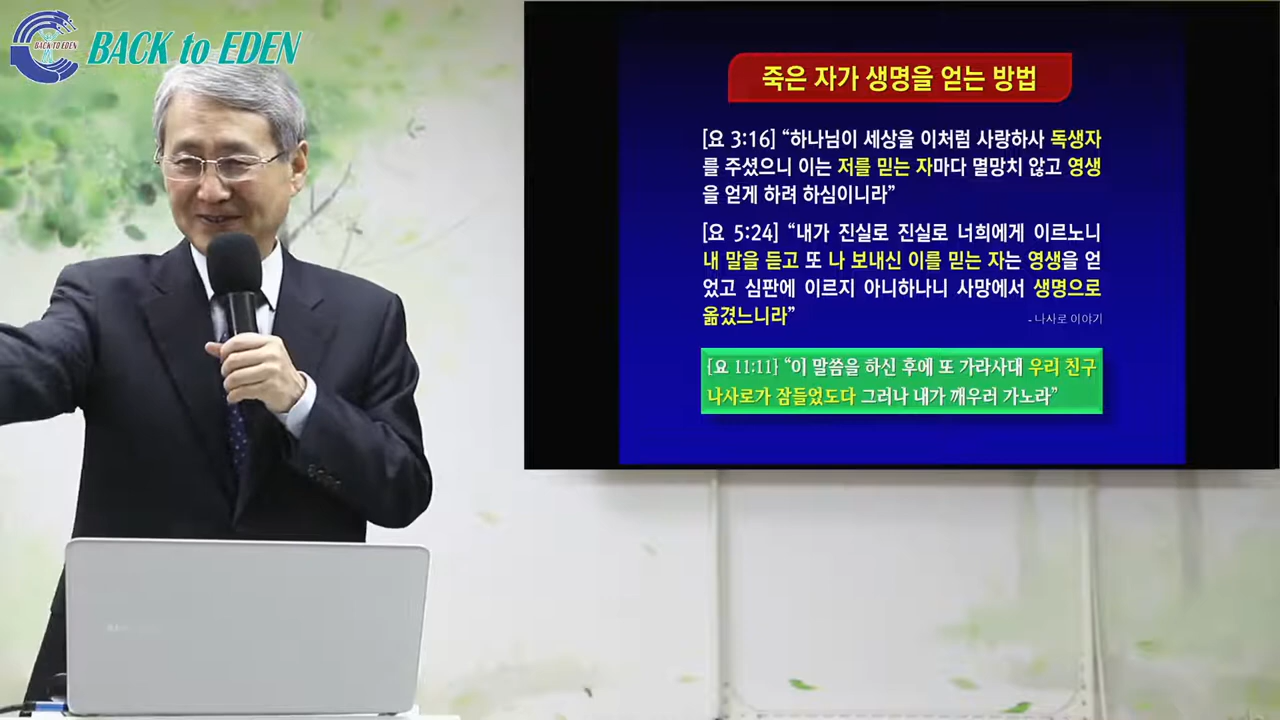 BACK TO EDEN
BACK to EDEN
죽은 자가 생명을 얻는 방법
[요 3:16] “하나님이 세상을 이처럼 사랑하사 독생자
를 주셨으니 이는 저를 믿는 자마다 멸망치 않고 영생
을 얻게 하려 하심이니라”
[요 5:24] “내가 진실로 진실로 너희에게 이르노니
내 말을 듣고 또 나 보내신 이를 믿는 자는 영생을 얻
었고 심판에 이르지 아니하나니 사망에서 생명으로
옮겼느니라”
- 나사로 이야기
[요 11:11} “이 말씀을 하신 후에 또 가라사대 우리 친구
나사로가 잠들었도다 그러나 내가 깨우러 가노라”